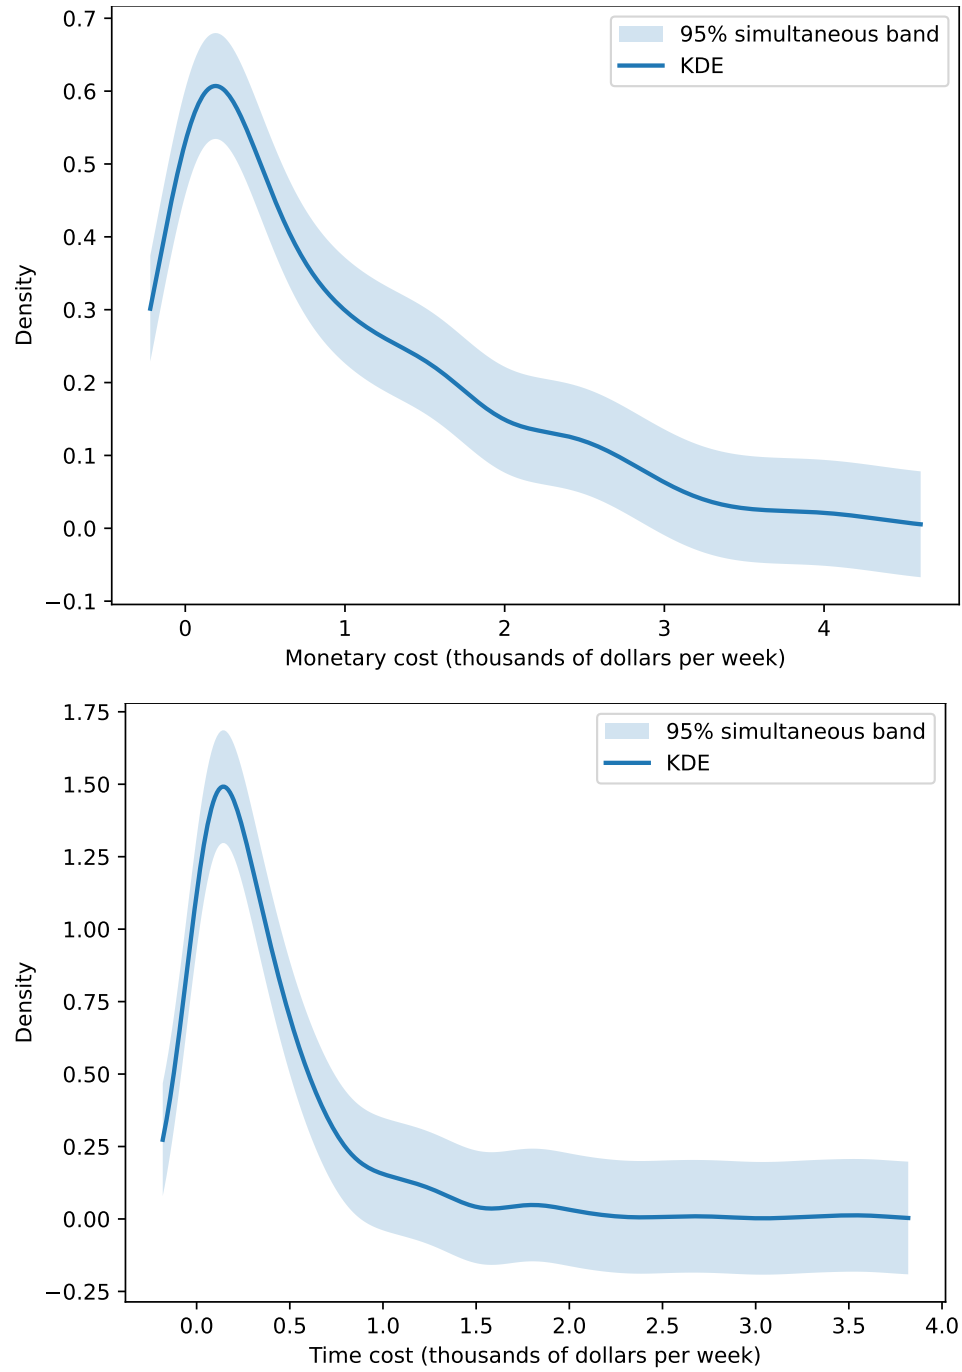 0.7
0.6
0.5
0.4
0.3
0.2
0.1
0.0
−0.1
Density
95% simultaneous band
KDE
0 1 2 3 4
Monetary cost (thousands of dollars per week)
1.75
1.50
1.25
1.00
0.75
0.50
0.25
0.00
−0.25
Density
95% simultaneous band
KDE
0.0 0.5 1.0 1.5 2.0 2.5 3.0 3.5 4.0
Time cost (thousands of dollars per week)